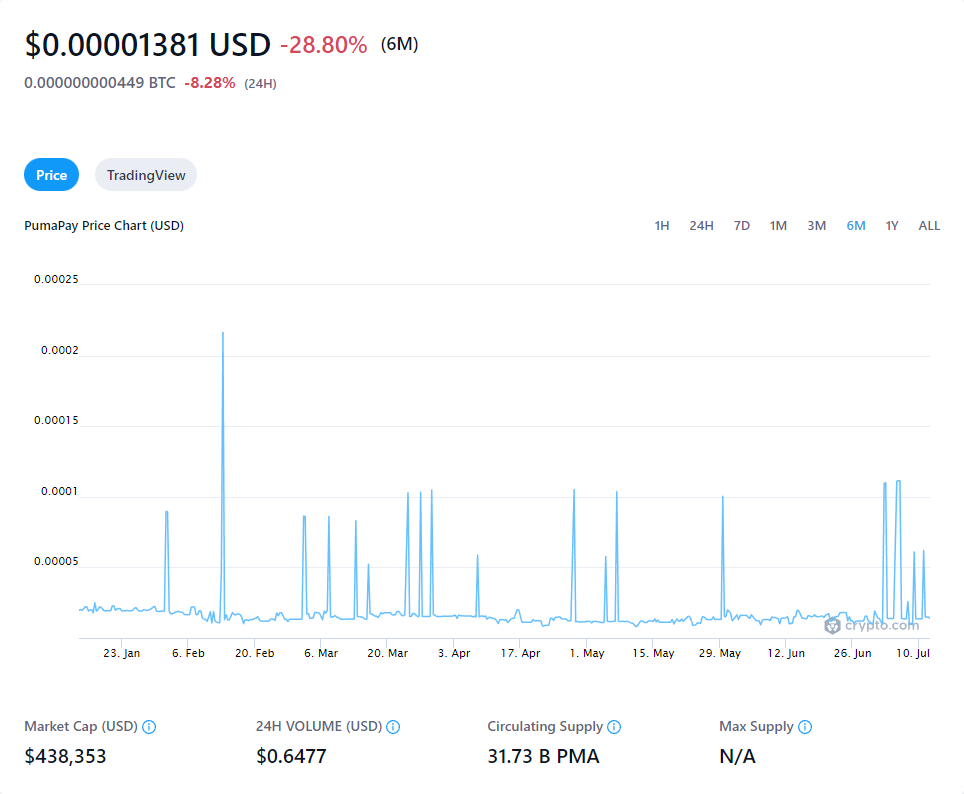 $0.00001381 USD -28.80% (6M)
0.000000000449 BTC -8.28% (24H)
Price TradingView
PumaPay Price Chart (USD) 1H 24H 7D 1M 3M 6M 1Y ALL
0.00025
0.0002
0.00015
0.0001
0.00005
crypto.com
23. Jan 6. Feb 20. Feb 6. Mar 20. Mar 3. Apr 17. Apr 1. May 15. May 29. May 12. Jun 26. Jun 10. Jul
Market Cap (USD) 24H VOLUME (USD) Circulating Supply Max Supply
$438,353 $0.6477 31.73 B PMA N/A